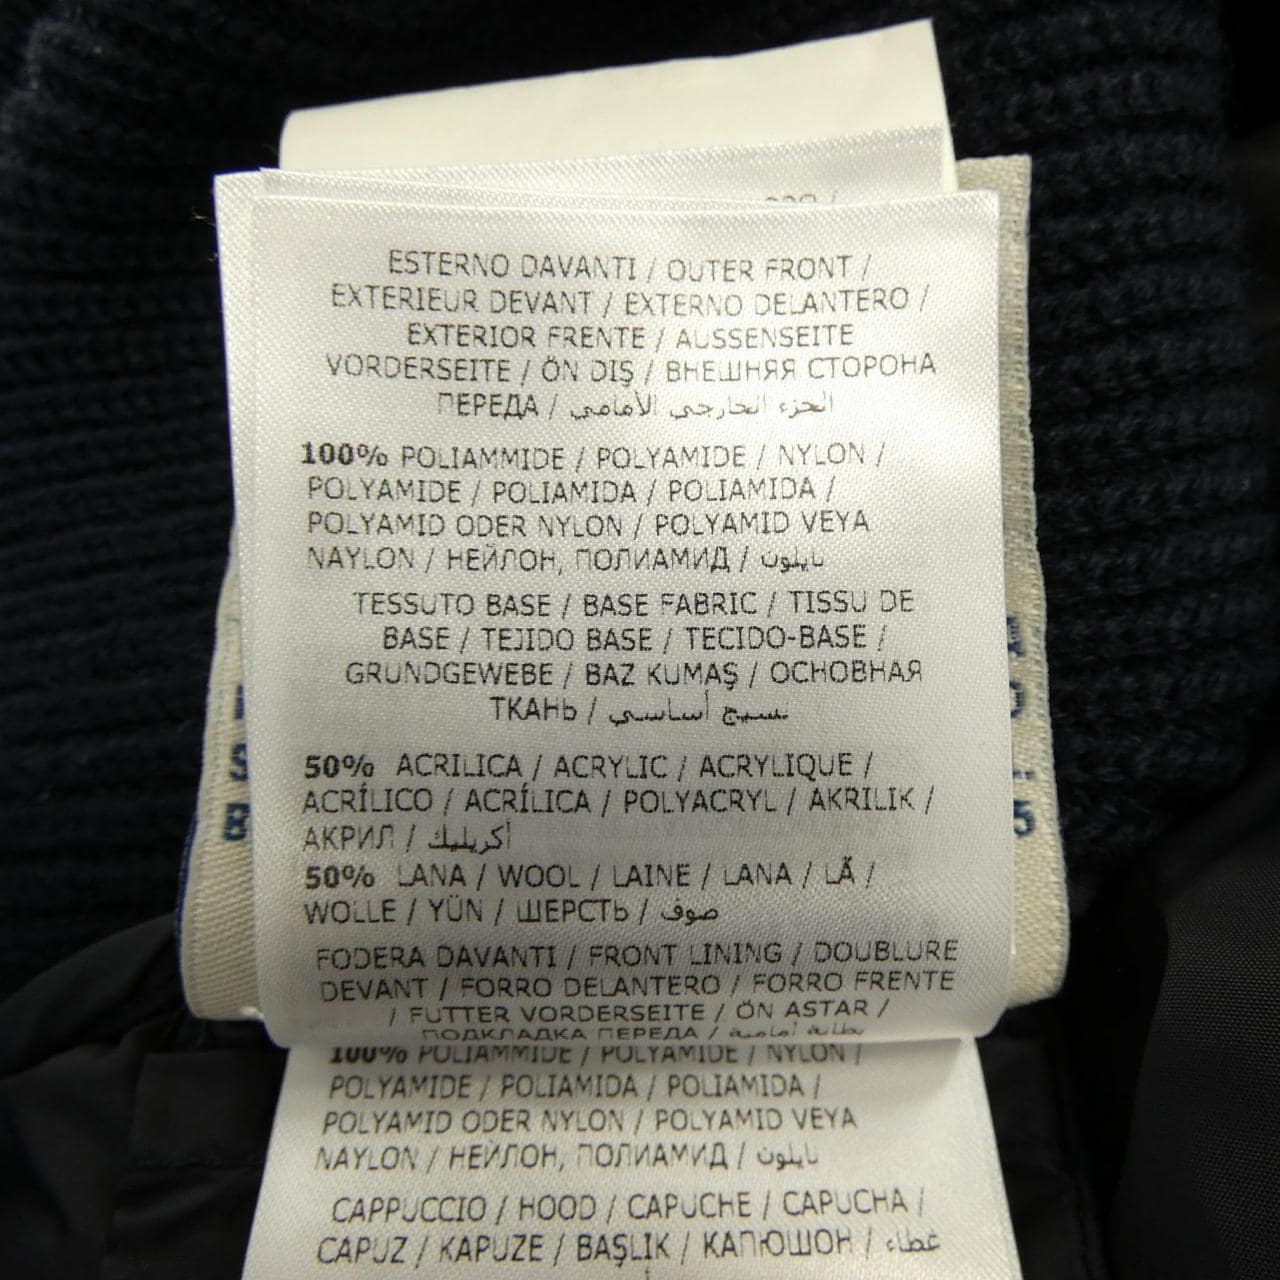 ESTERNO DAVANTI / OUTER FRONT /
EXTERIEUR DEVANT / EXTERNO DELANTERO /
EXTERIOR FRENTE / AUSSENSEITE
VORDERSEITE / ÖN DIŞ / ВНЕШНЯЯ СТОРОНА
ПЕРЕДА / الجزء الخارجي الأمامي
100% POLIAMMIDE / POLYAMIDE / NYLON /
POLYAMIDE / POLIAMIDA / POLIAMIDA /
POLYAMID ODER NYLON / POLYAMID VEYA
NAYLON / НЕЙЛОН, ПОЛИАМИД / نايلون
TESSUTO BASE / BASE FABRIC / TISSU DE
BASE / TEJIDO BASE / TECIDO-BASE /
GRUNDGEWEBE / BAZ KUMAŞ / ОСНОВНАЯ
ТКАНЬ / نسيج أساسي
50% ACRILICA / ACRYLIC / ACRYLIQUE /
ACRÍLICO / ACRÍLICA / POLYACRYL / AKRILIK /
АКРИЛ / أكريليك
50% LANA / WOOL / LAINE / LANA / LÃ /
WOLLE / YÜN / ШЕРСТЬ / صوف
FODERA DAVANTI / FRONT LINING / DOUBLURE
DEVANT / FORRO DELANTERO / FORRO FRENTE
/ FUTTER VORDERSEITE / ÖN ASTAR /
ПОДКЛАДКА ПЕРЕДА / بطانة أمامية
100% POLIAMMIDE / POLYAMIDE / NYLON /
POLYAMIDE / POLIAMIDA / POLIAMIDA /
POLYAMID ODER NYLON / POLYAMID VEYA
NAYLON / НЕЙЛОН, ПОЛИАМИД / نايلون
CAPPUCCIO / HOOD / CAPUCHE / CAPUCHA /
CAPUZ / KAPUZE / BAŞLIK / КАПЮШОН / غطاء